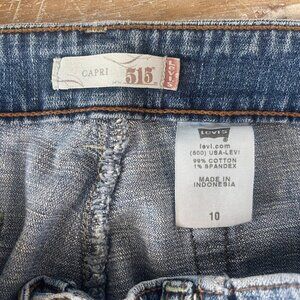 CAPRI 515 LEVI'S
LEVI'S
levi.com
(800) USA-LEVI
99% COTTON
1% SPANDEX
MADE IN
INDONESIA
10